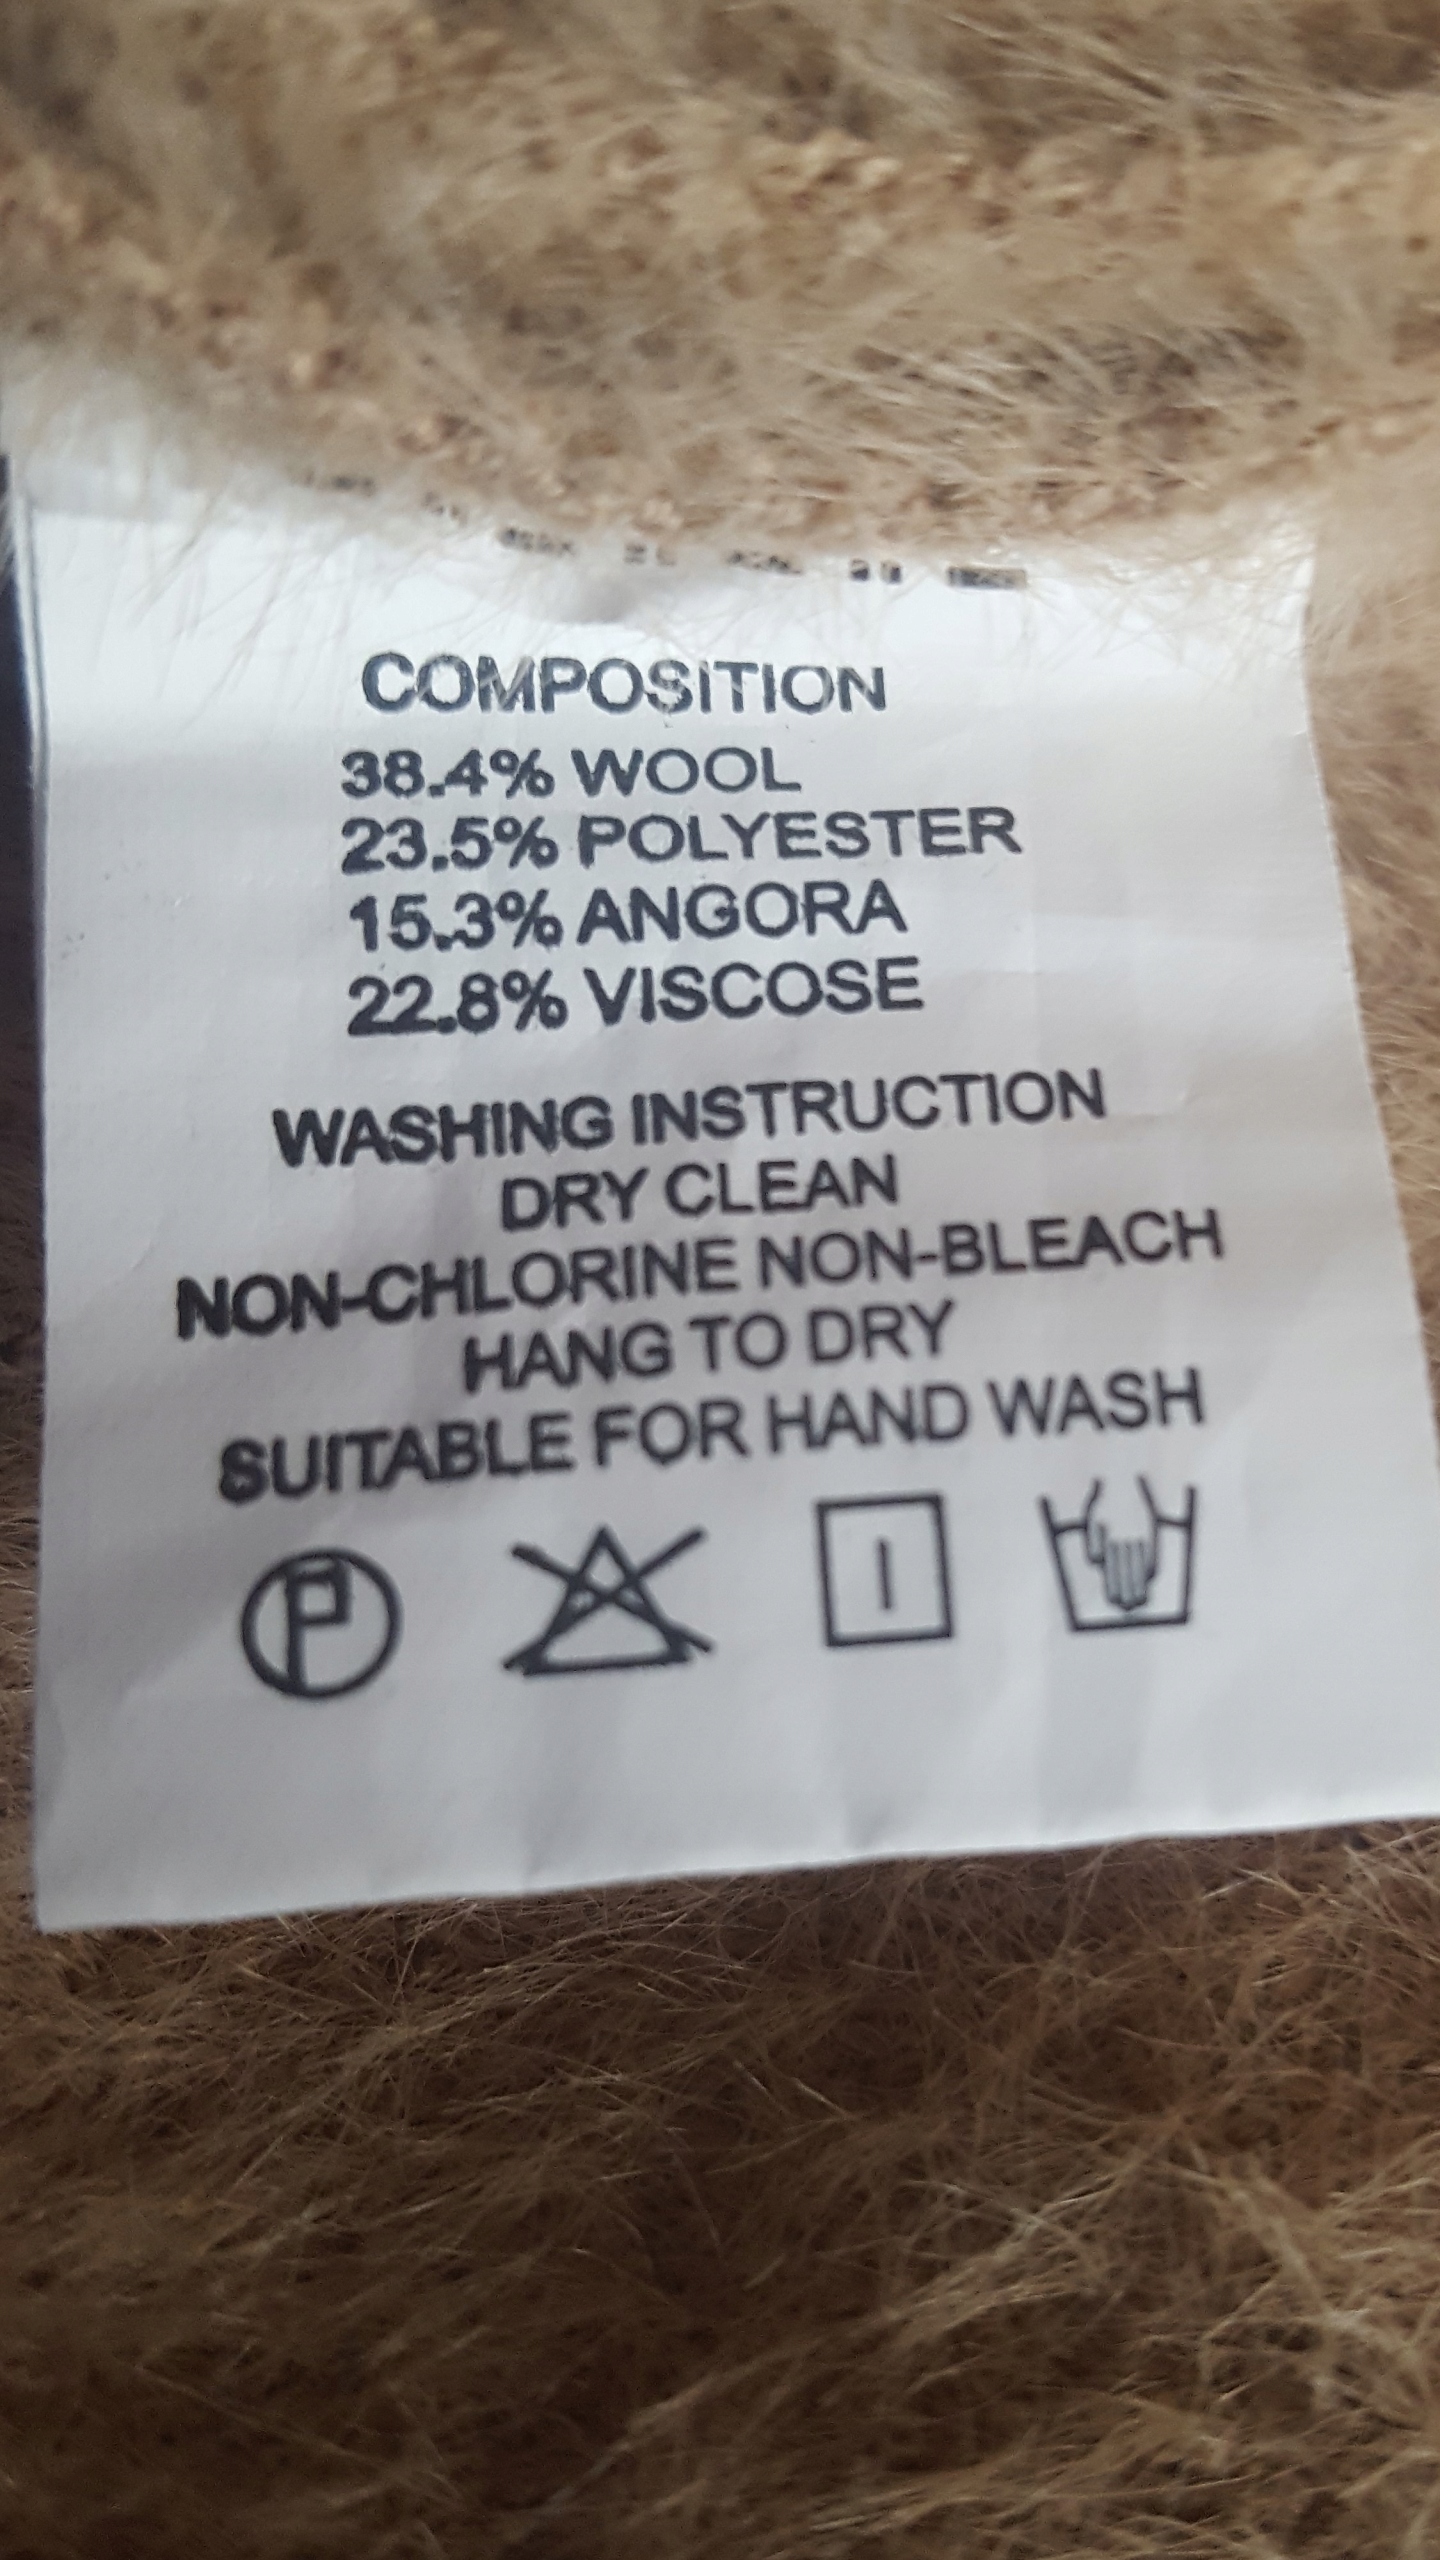 COMPOSITION
38.4% WOOL
23.5% POLYESTER
15.3% ANGORA
22.8% VISCOSE
WASHING INSTRUCTION
DRY CLEAN
NON-CHLORINE NON-BLEACH
HANG TO DRY
SUITABLE FOR HAND WASH
P